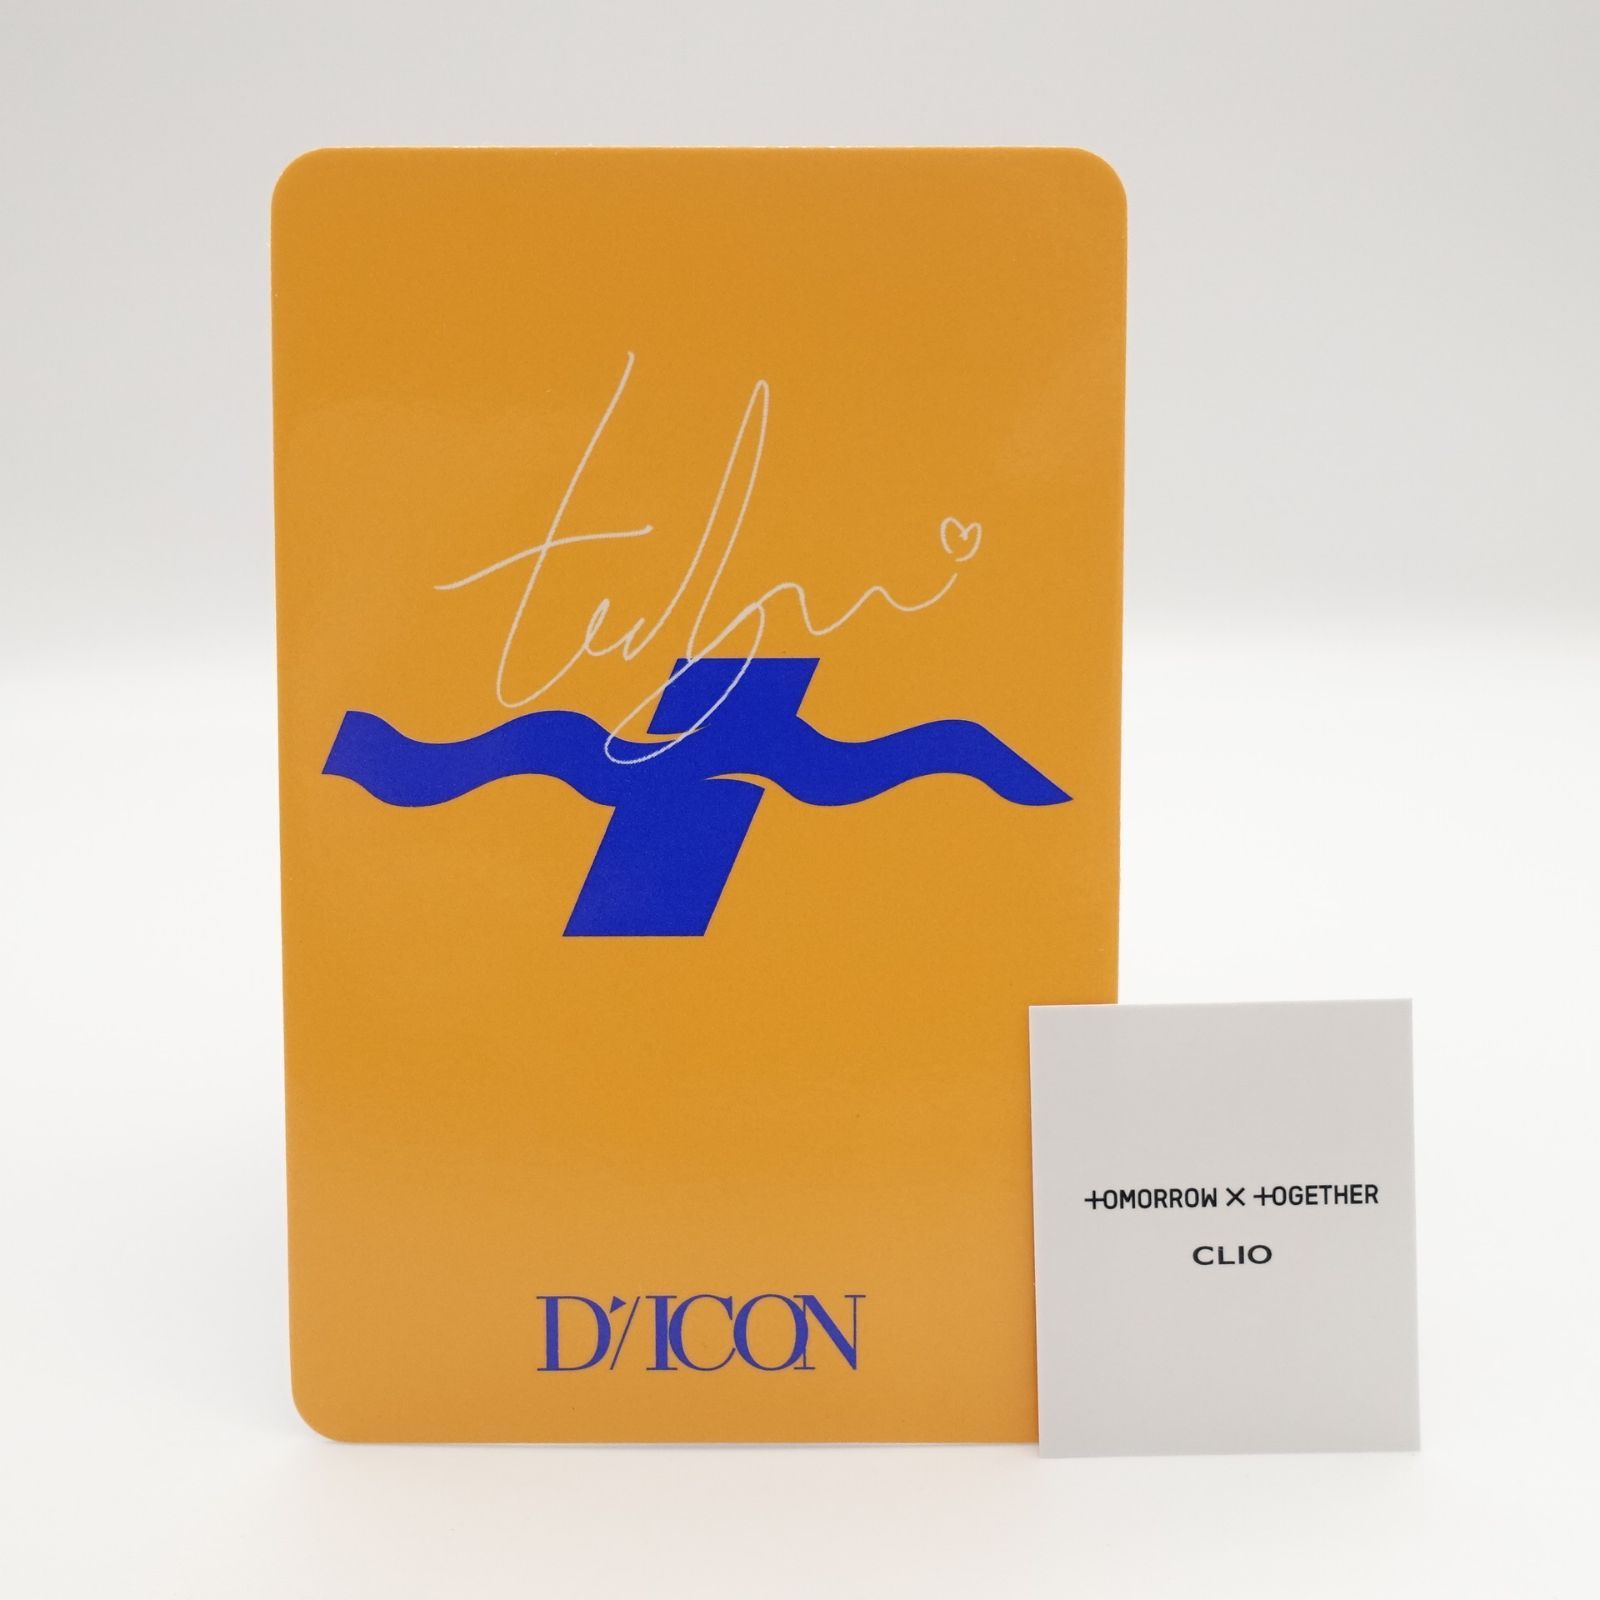 D'/ICON
TOMORROW X TOGETHER
CLIO